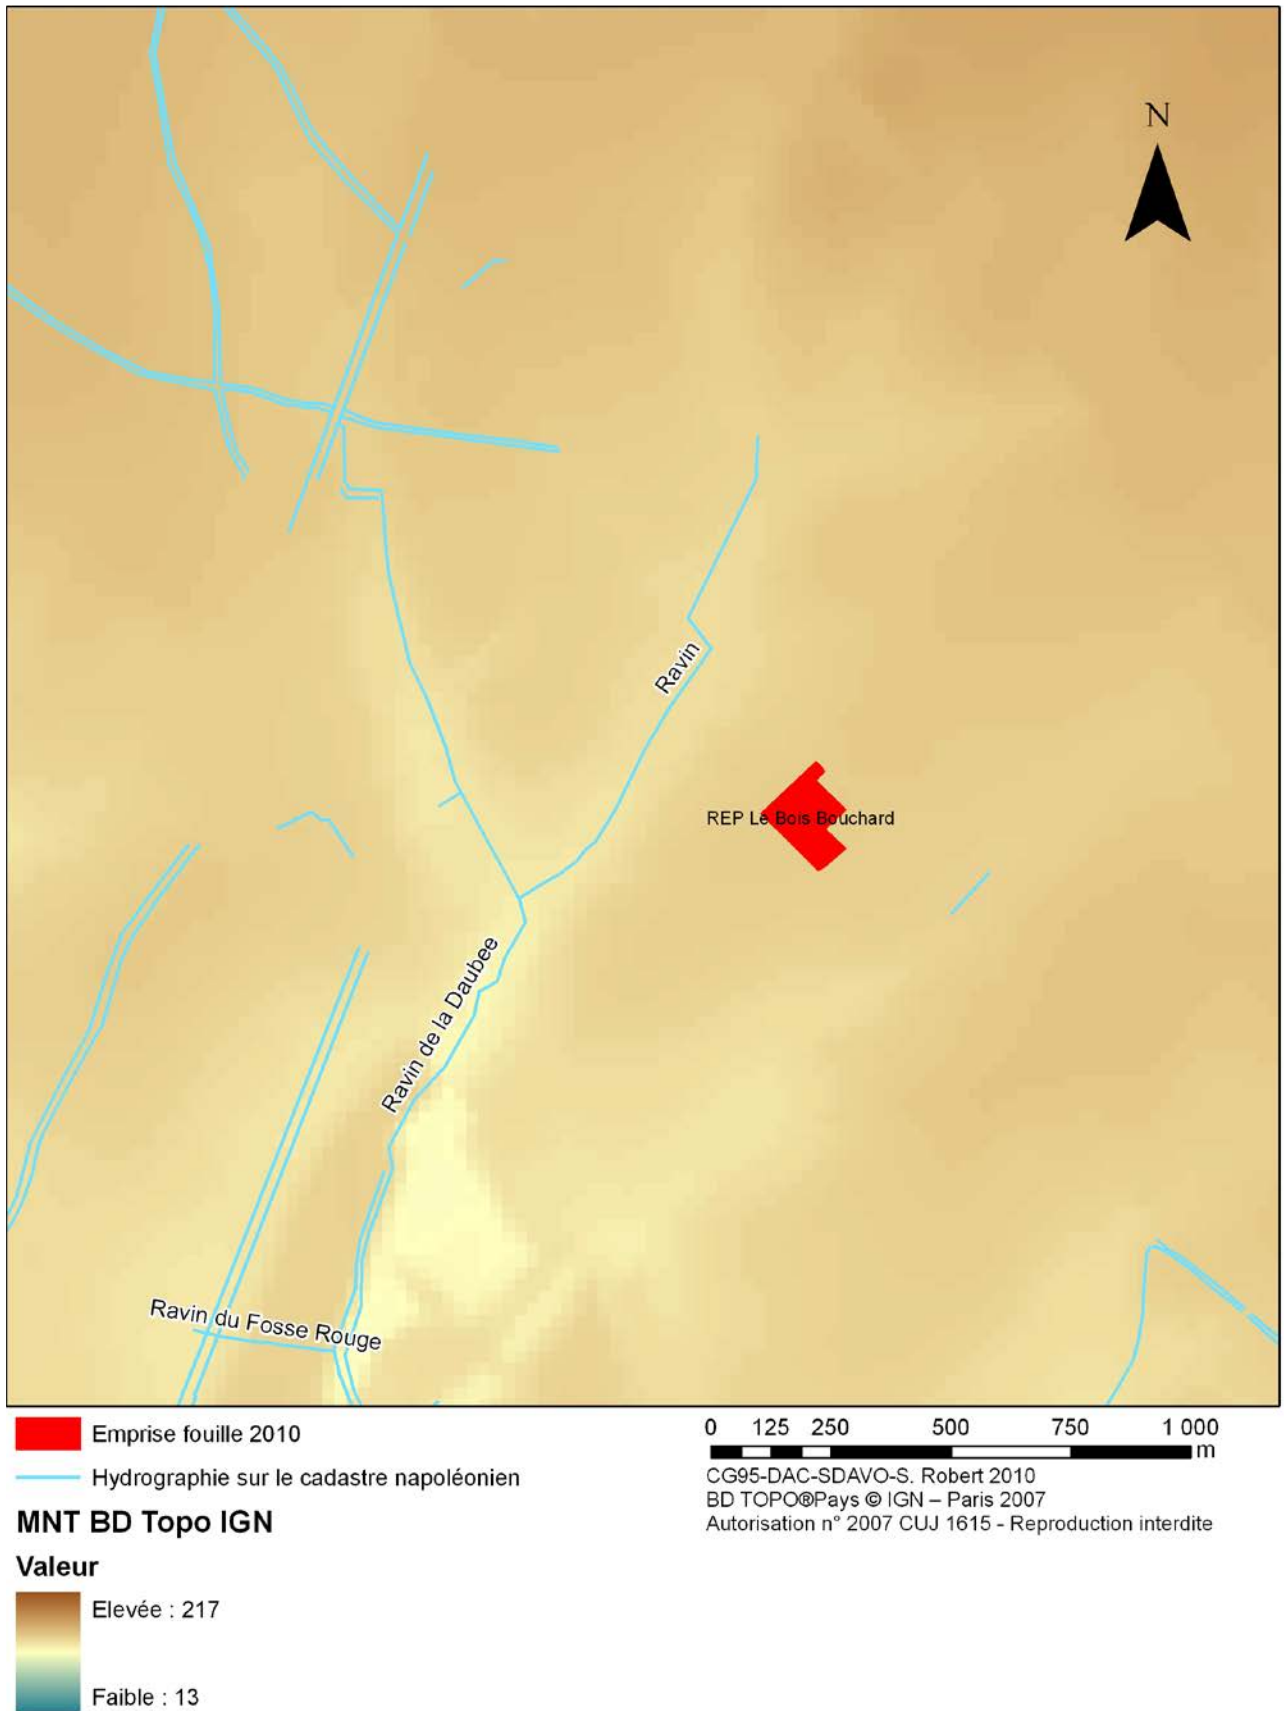 N
Ravin
REP Le Bois Bouchard
Ravin de la Daubee
Ravin du Fosse Rouge
Emprise fouille 2010
Hydrographie sur le cadastre napoléonien
MNT BD Topo IGN
Valeur
Elevée : 217
Faible : 13
0 125 250 500 750 1 000
m
CG95-DAC-SDAVO-S. Robert 2010
BD TOPO®Pays © IGN – Paris 2007
Autorisation n° 2007 CUJ 1615 - Reproduction interdite